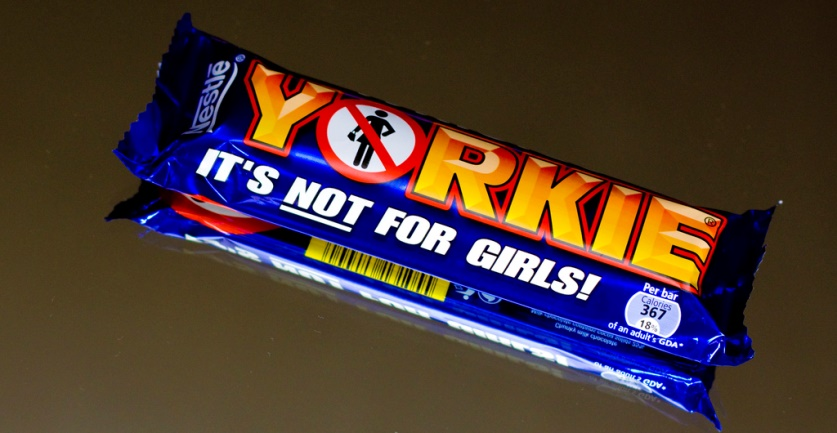 Nestlé®
YORKIE®
IT'S NOT FOR GIRLS!
Per bar
Calories
367
18%
of an adult's GDA*